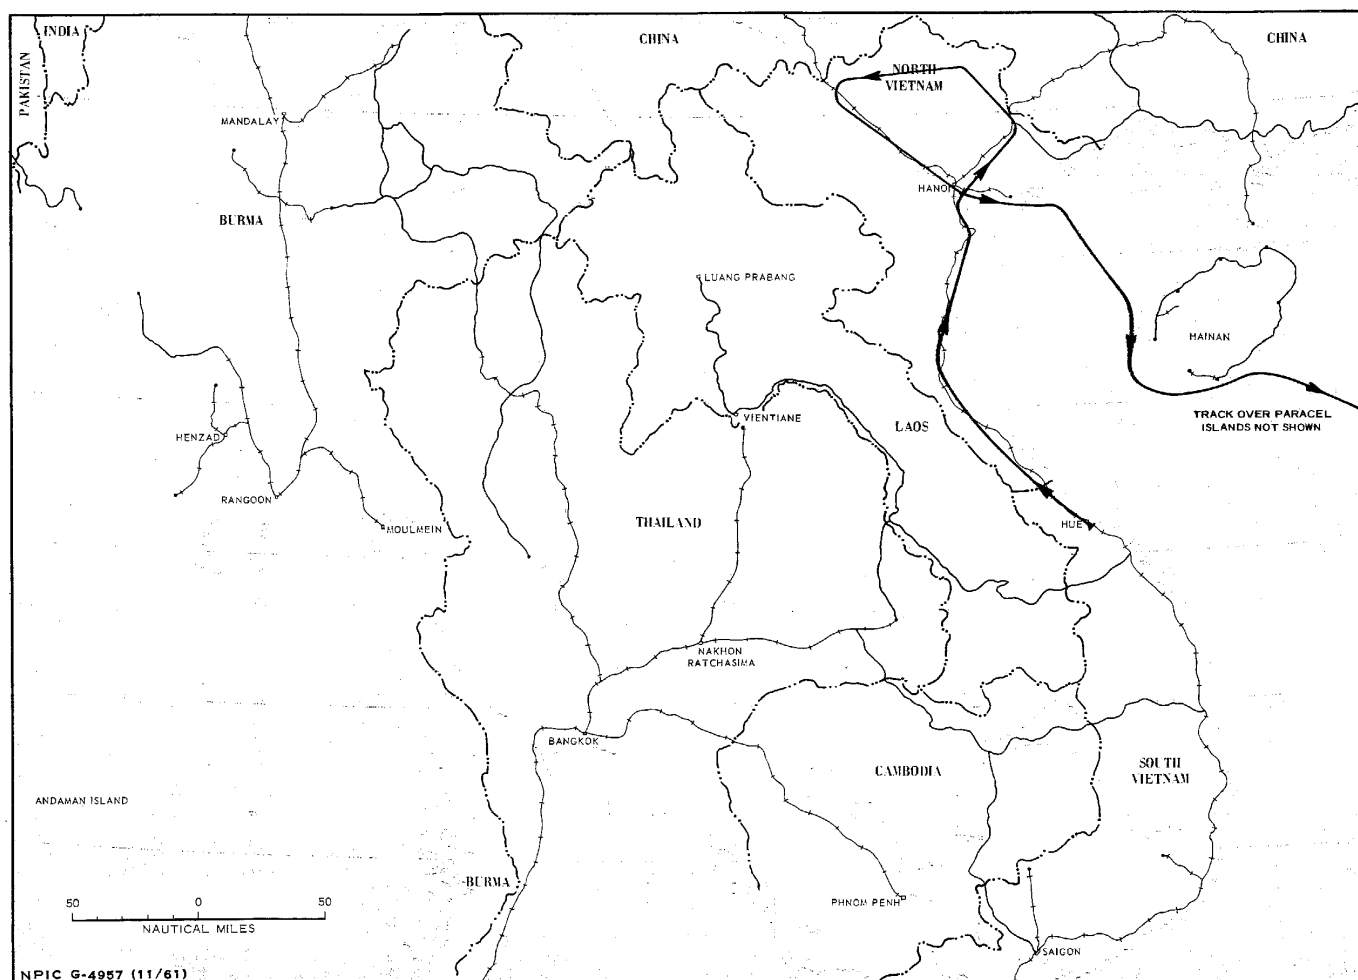 INDIA
PAKISTAN
CHINA
NORTH
VIETNAM
CHINA
MANDALAY
HANOI
BURMA
LUANG PRABANG
HAINAN
TRACK OVER PARACEL
ISLANDS NOT SHOWN
VIENTIANE
LAOS
HENZAD
RANGOON
MOULMEIN
THAILAND
HUE
NAKHON
RATCHASIMA
BANGKOK
CAMBODIA
SOUTH
VIETNAM
ANDAMAN ISLAND
BURMA
PHNOM PENH
50 0 50
NAUTICAL MILES
SAIGON
NPIC G-4957 (11/61)